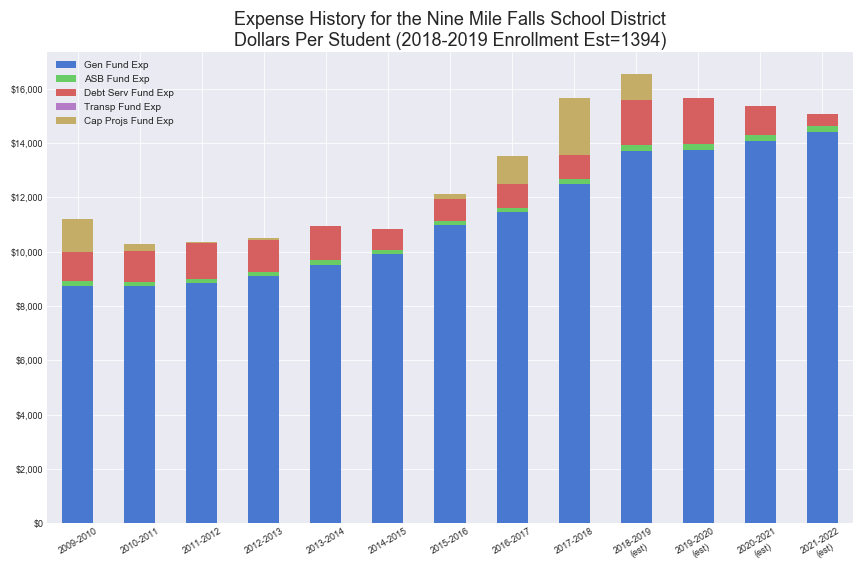 Expense History for the Nine Mile Falls School District
Dollars Per Student (2018-2019 Enrollment Est=1394)
Gen Fund Exp
ASB Fund Exp
Debt Serv Fund Exp
Transp Fund Exp
Cap Projs Fund Exp
$16,000
$14,000
$12,000
$10,000
$8,000
$6,000
$4,000
$2,000
$0
2009-2010
2010-2011
2011-2012
2012-2013
2013-2014
2014-2015
2015-2016
2016-2017
2017-2018
2018-2019
(est)
2019-2020
(est)
2020-2021
(est)
2021-2022
(est)